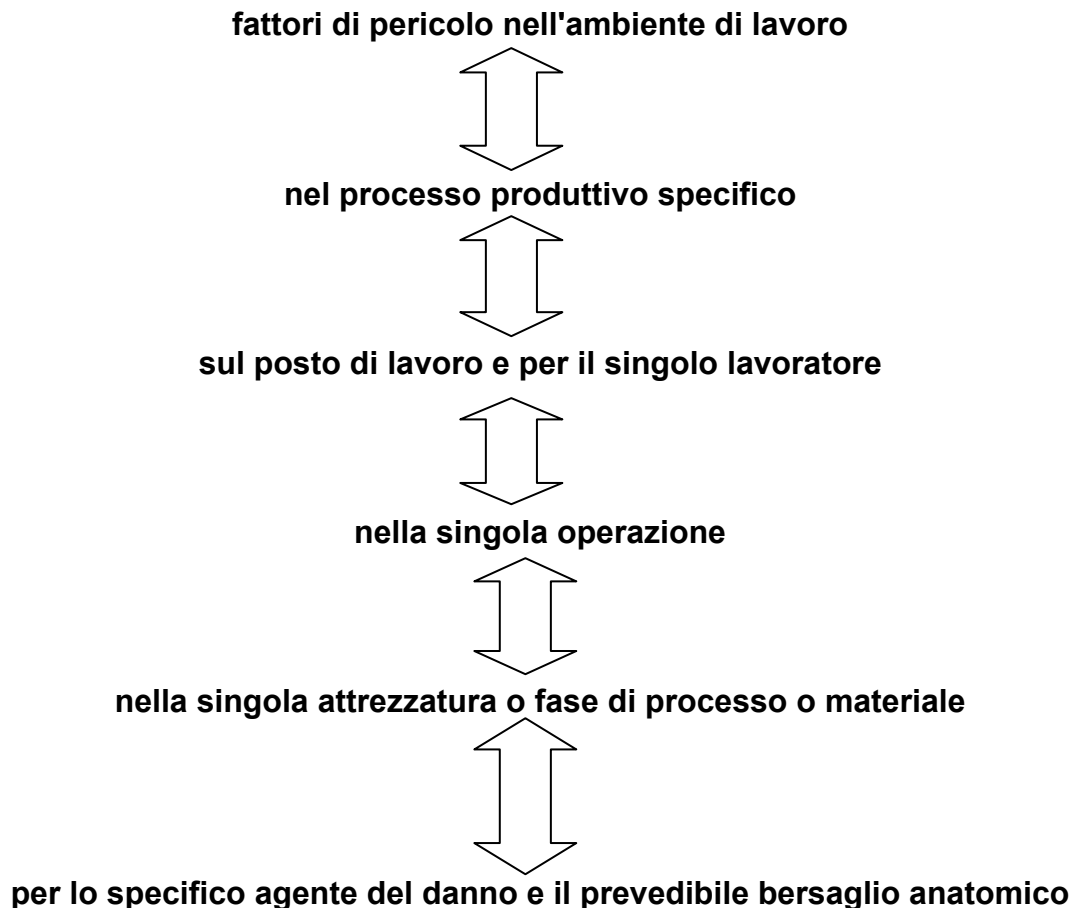 fattori di pericolo nell'ambiente di lavoro
nel processo produttivo specifico
sul posto di lavoro e per il singolo lavoratore
nella singola operazione
nella singola attrezzatura o fase di processo o materiale
per lo specifico agente del danno e il prevedibile bersaglio anatomico